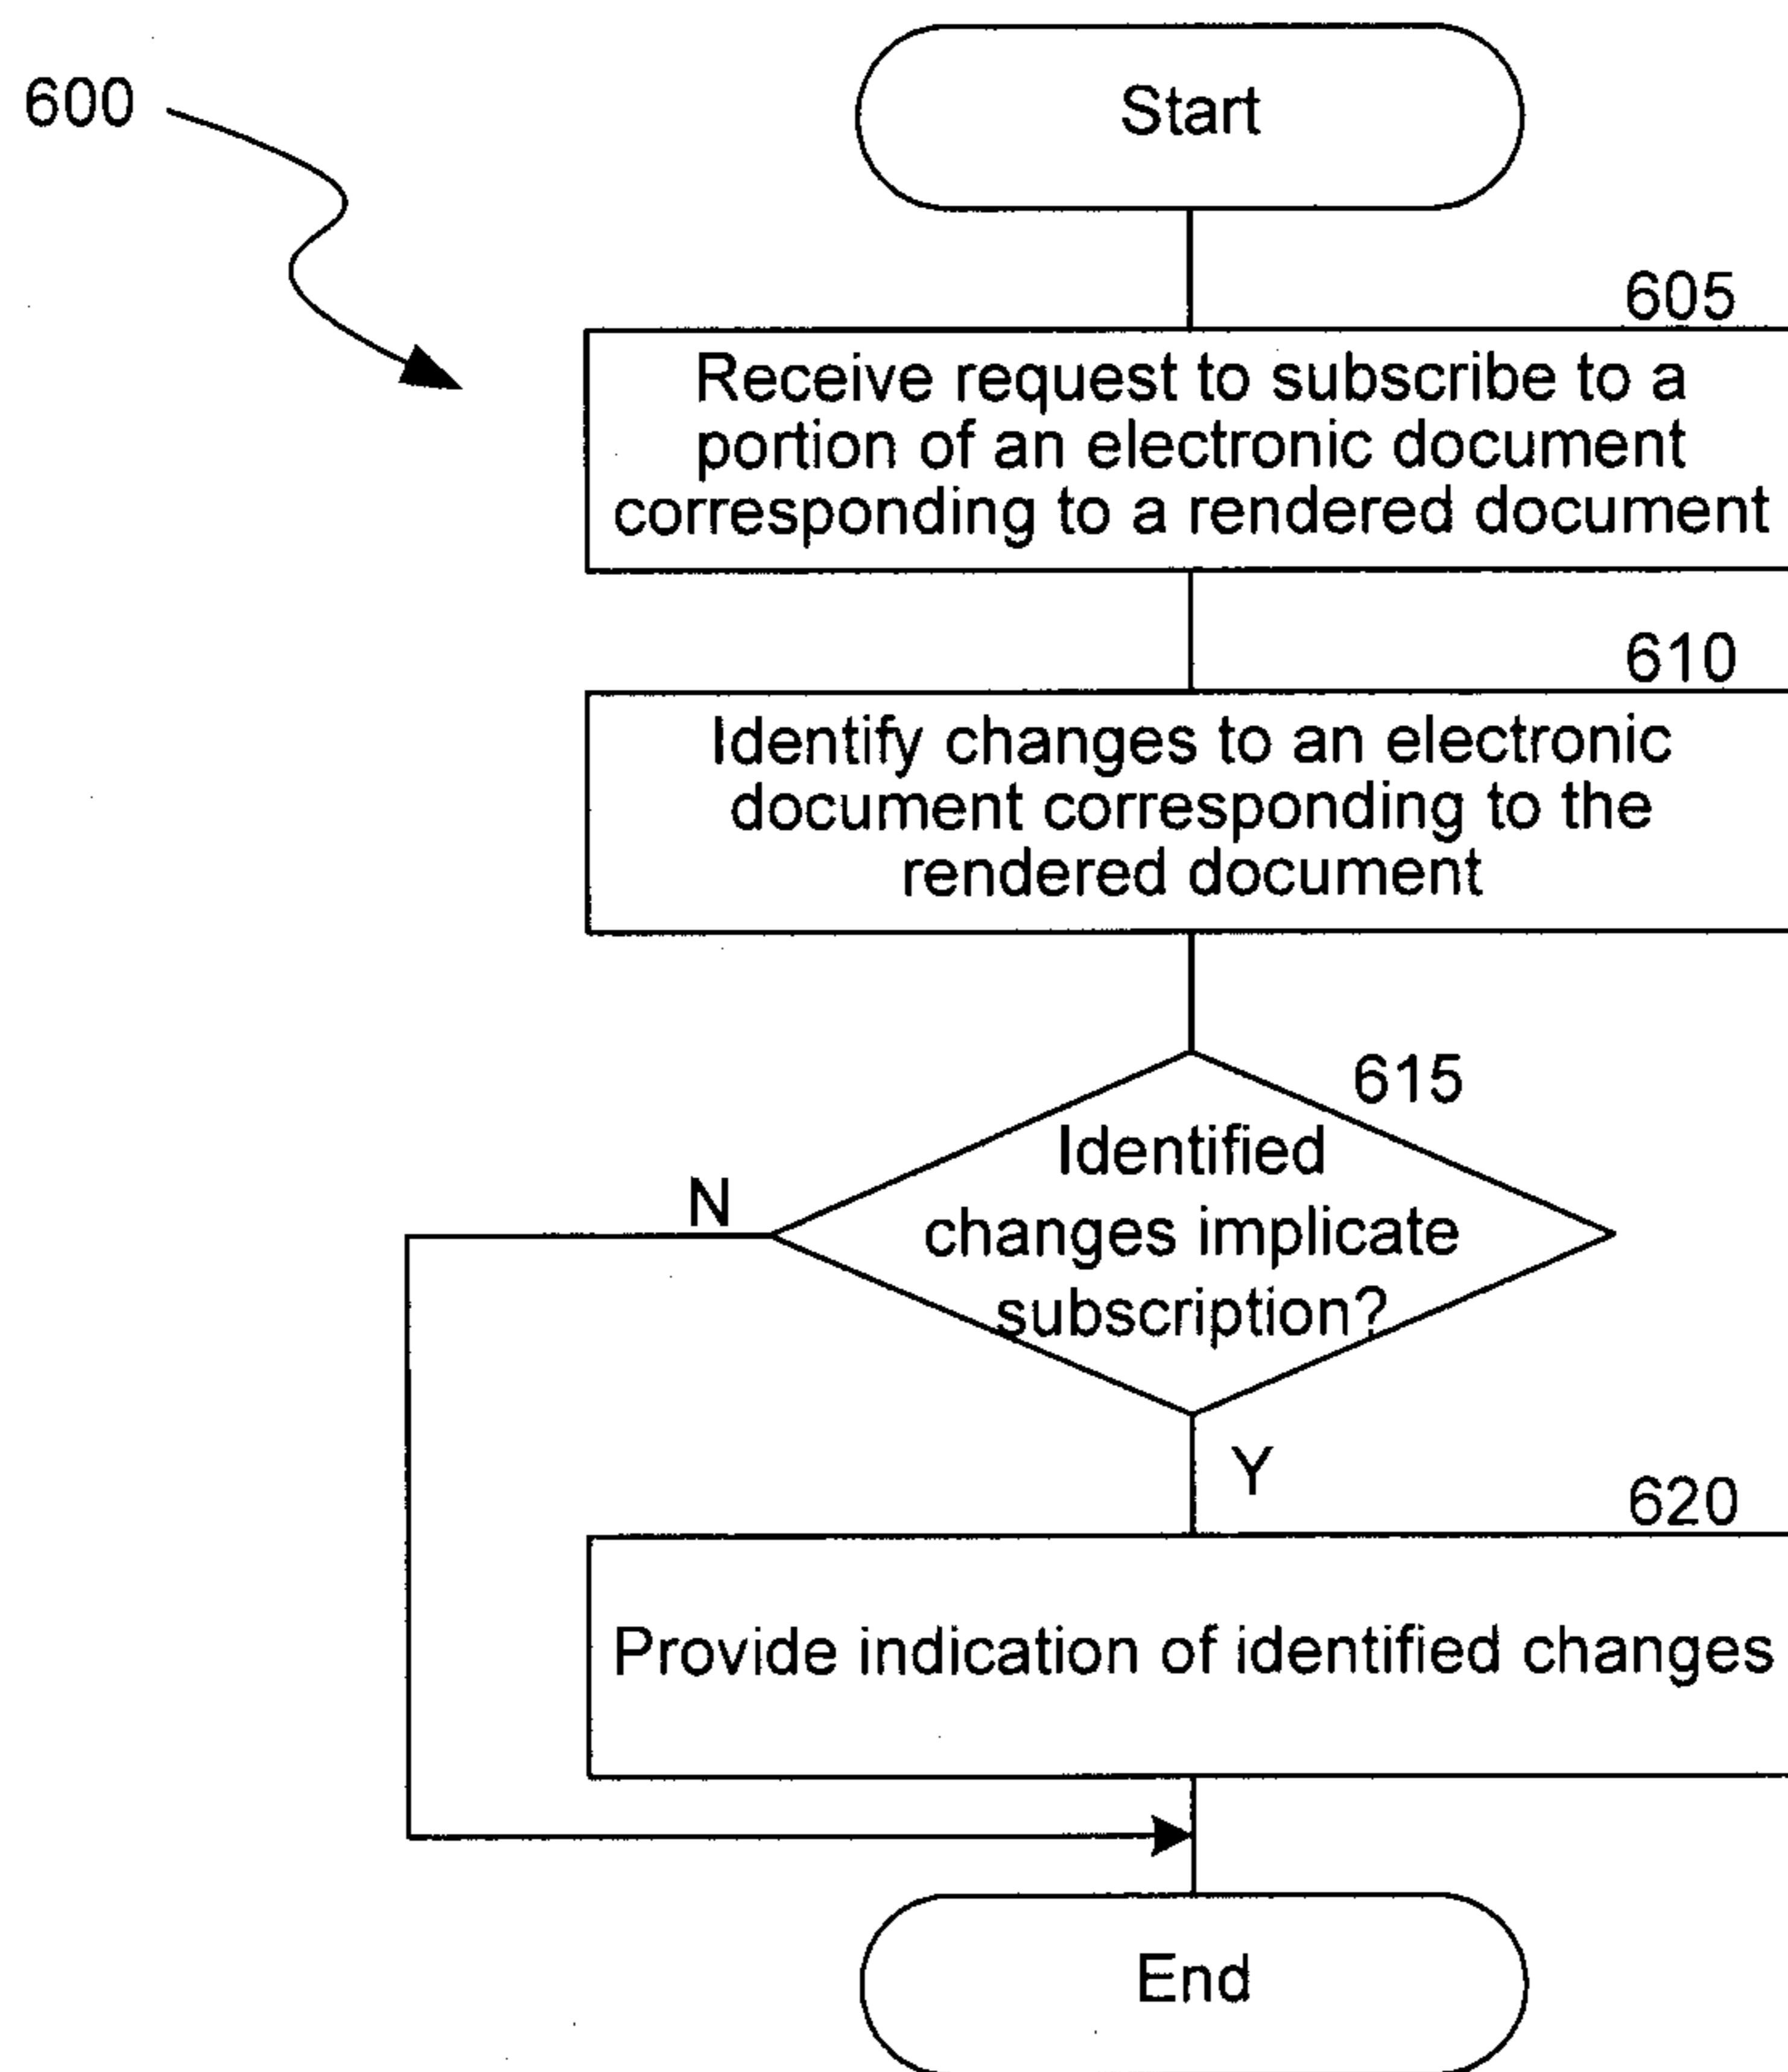 600
Start
605
Receive request to subscribe to a
portion of an electronic document
corresponding to a rendered document
610
Identify changes to an electronic
document corresponding to the
rendered document
615
Identified
changes implicate
subscription?
N
Y
620
Provide indication of identified changes
End